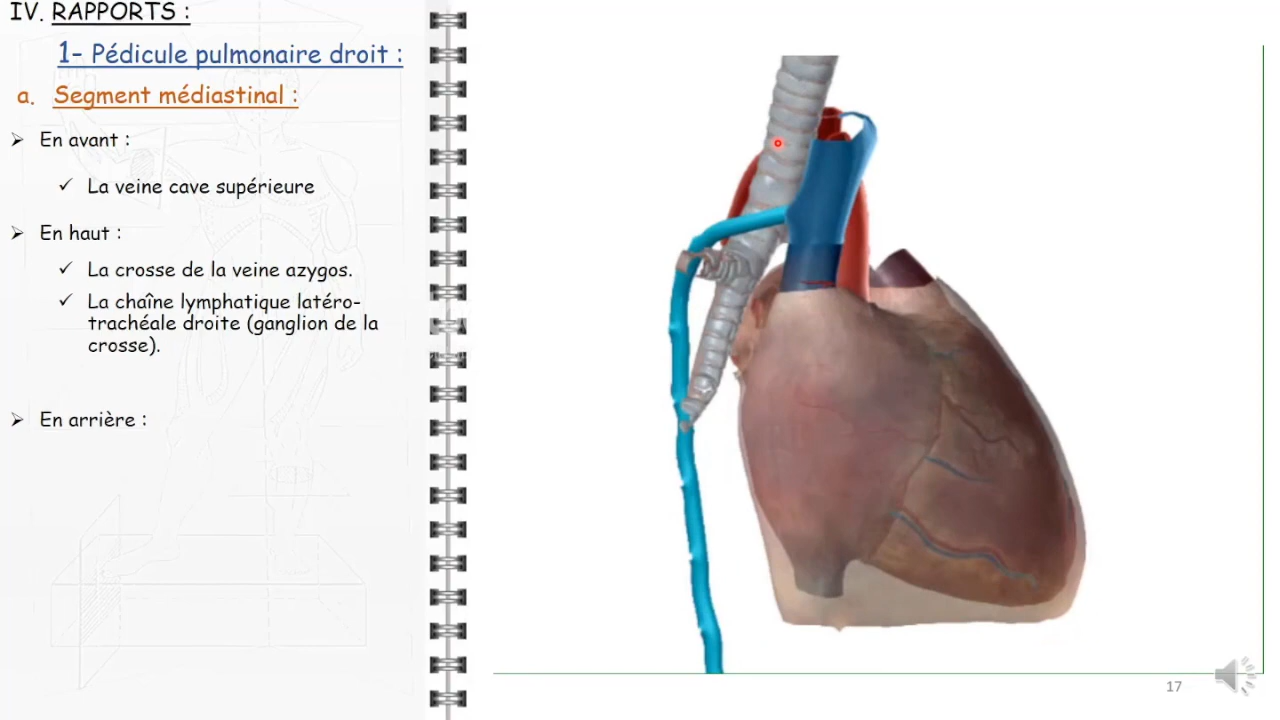 IV. RAPPORTS :
1- Pédicule pulmonaire droit :
a. Segment médiastinal :
➢ En avant :
✓ La veine cave supérieure
➢ En haut :
✓ La crosse de la veine azygos.
✓ La chaîne lymphatique latéro-
trachéale droite (ganglion de la
crosse).
➢ En arrière :
17